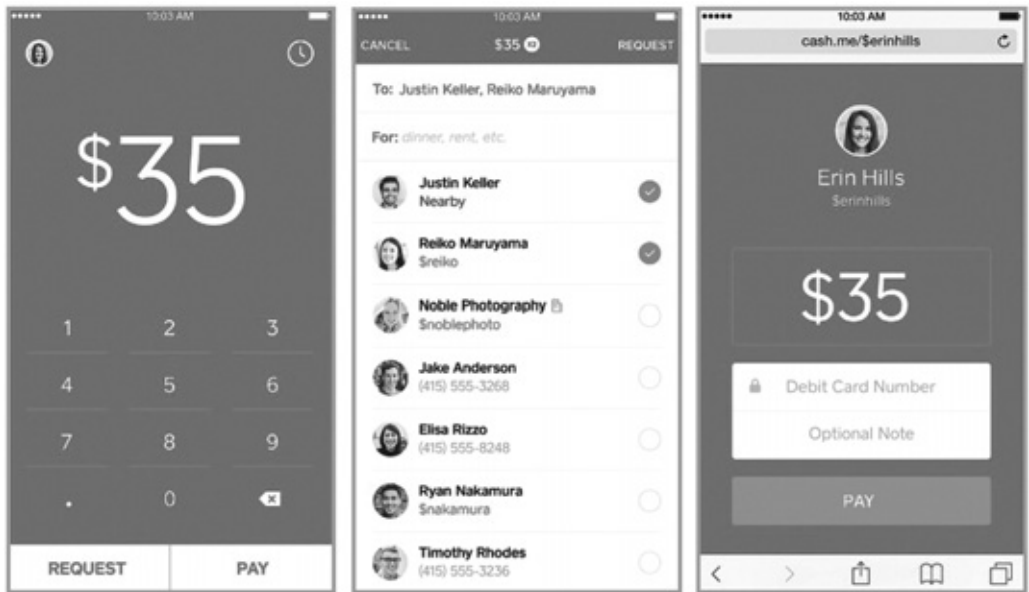 10:03 AM
$35
1 2 3
4 5 6
7 8 9
. 0
REQUEST PAY
10:03 AM
CANCEL $35 x2 REQUEST
To: Justin Keller, Reiko Maruyama
For: dinner, rent, etc.
Justin Keller
Nearby
Reiko Maruyama
$reiko
Noble Photography
$noblephoto
Jake Anderson
(415) 555-3268
Elisa Rizzo
(415) 555-8248
Ryan Nakamura
$nakamura
Timothy Rhodes
(415) 555-3236
10:03 AM
cash.me/$erinhills
Erin Hills
$erinhills
$35
Debit Card Number
Optional Note
PAY